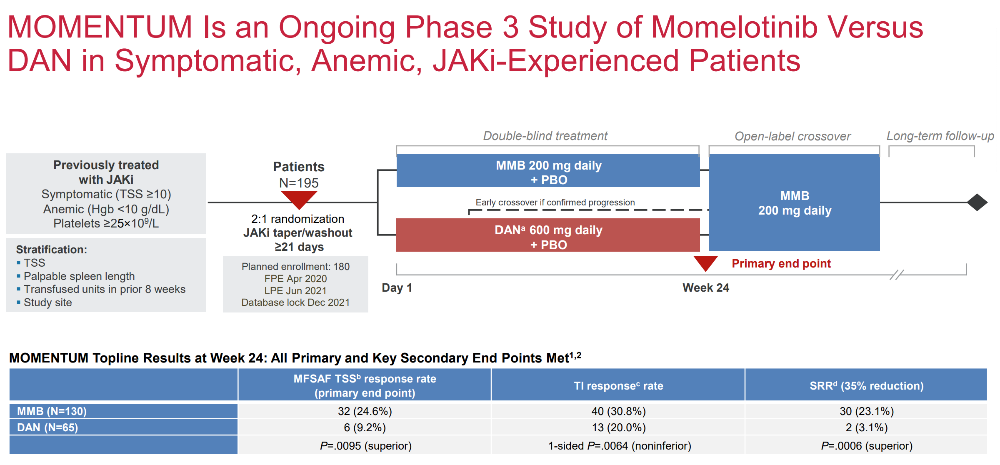 MOMENTUM Is an Ongoing Phase 3 Study of Momelotinib Versus
DAN in Symptomatic, Anemic, JAKi-Experienced Patients
Previously treated
with JAKi
Symptomatic (TSS ≥10)
Anemic (Hgb <10 g/dL)
Platelets ≥25×10⁹/L
Stratification:
▪ TSS
▪ Palpable spleen length
▪ Transfused units in prior 8 weeks
▪ Study site
Patients
N=195
2:1 randomization
JAKi taper/washout
≥21 days
Planned enrollment: 180
FPE Apr 2020
LPE Jun 2021
Database lock Dec 2021
Double-blind treatment
MMB 200 mg daily
+ PBO
Early crossover if confirmed progression
DANᵃ 600 mg daily
+ PBO
Open-label crossover
MMB
200 mg daily
Long-term follow-up
Primary end point
Day 1
Week 24
MOMENTUM Topline Results at Week 24: All Primary and Key Secondary End Points Met¹,²
MFSAF TSSᵇ response rate
(primary end point)
TI responseᶜ rate
SRRᵈ (35% reduction)
MMB (N=130)
32 (24.6%)
40 (30.8%)
30 (23.1%)
DAN (N=65)
6 (9.2%)
13 (20.0%)
2 (3.1%)
P=.0095 (superior)
1-sided P=.0064 (noninferior)
P=.0006 (superior)